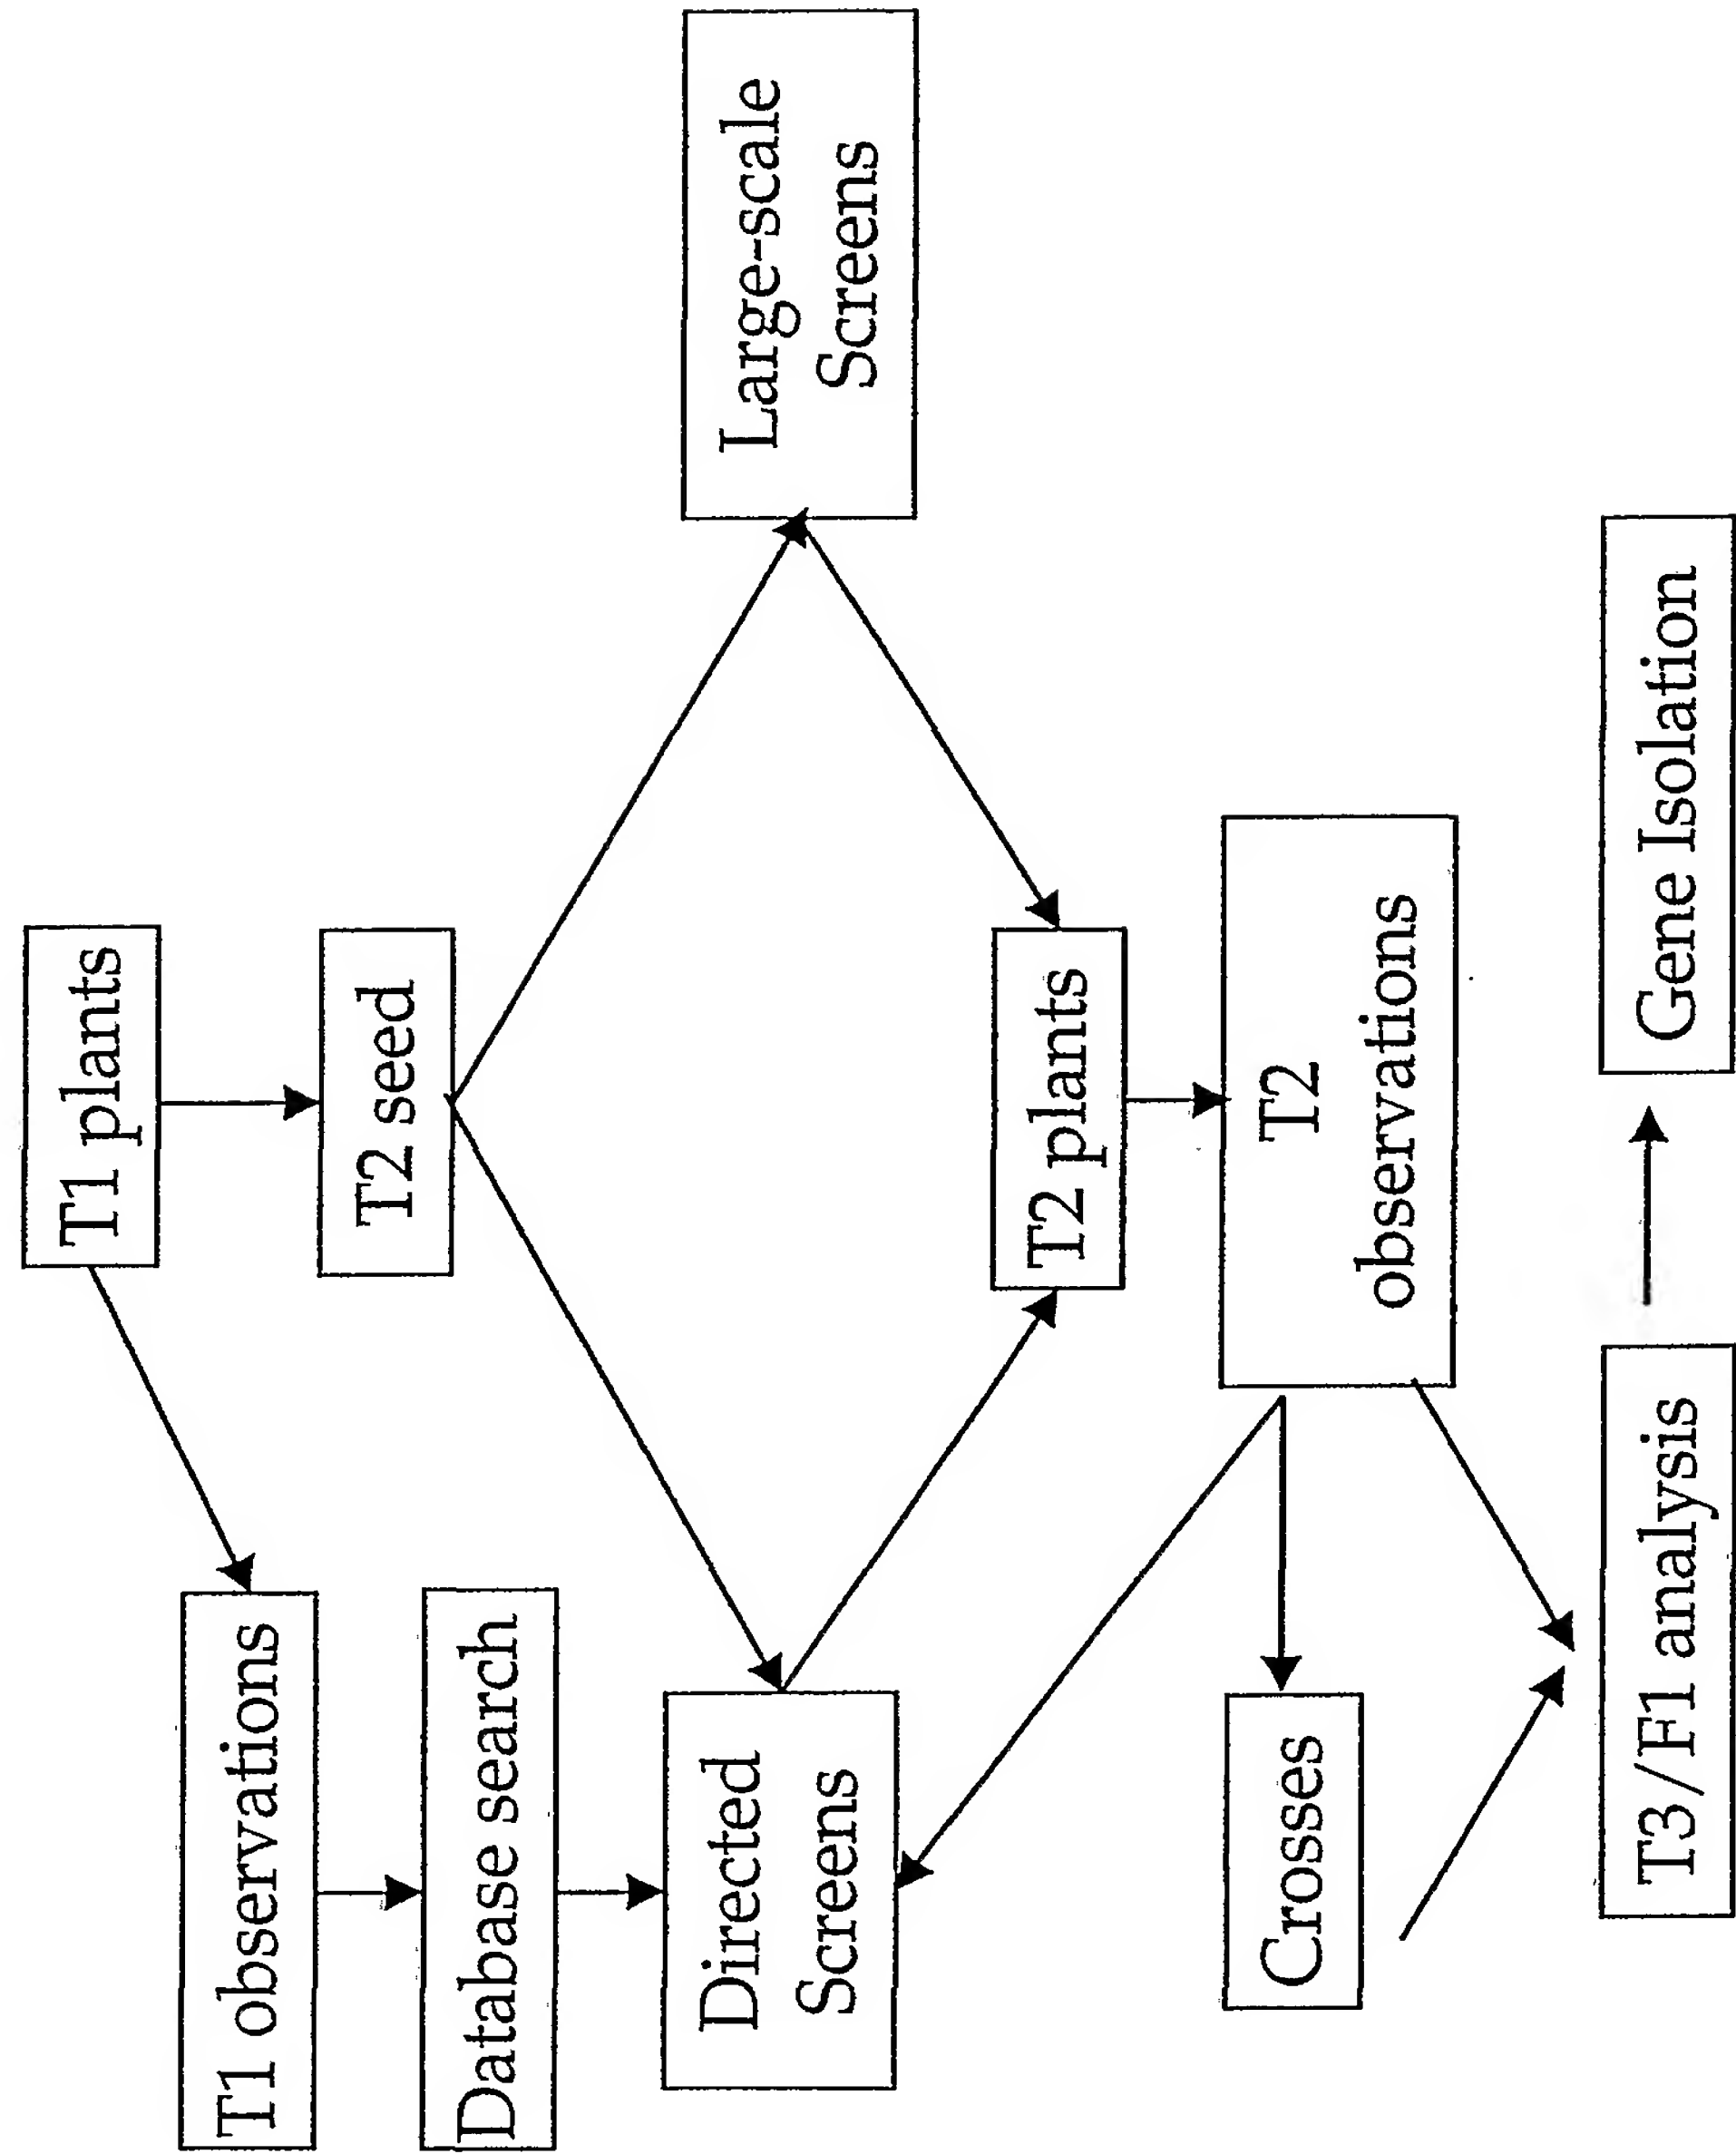 T1 plants
T1 observations
T2 seed
Database search
Directed
Screens
Large-scale
Screens
T2 plants
T2
observations
Crosses
T3/F1 analysis
Gene Isolation